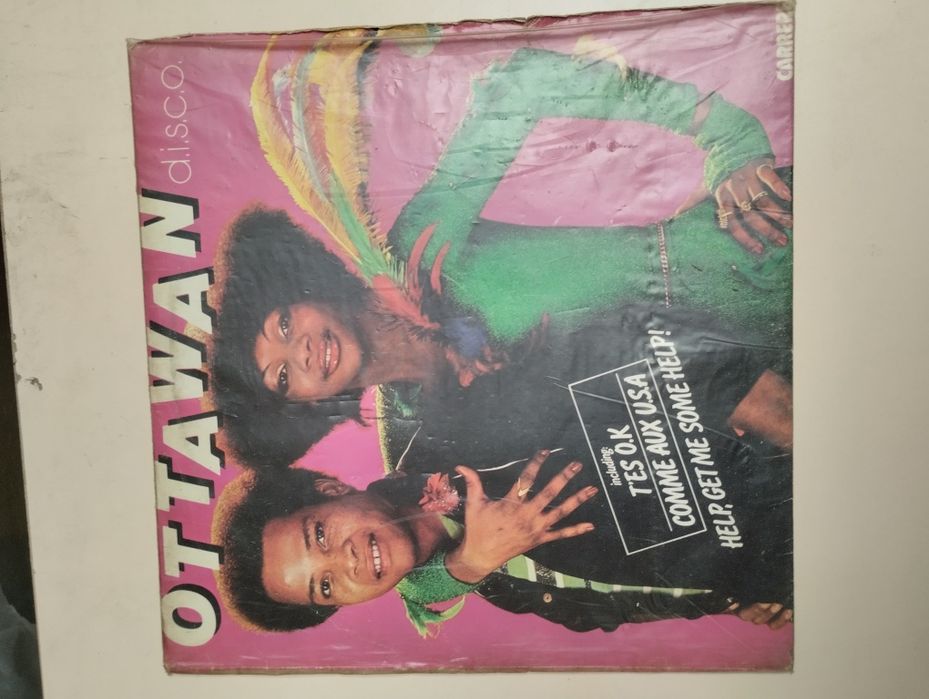 OTTAWAN
d.i.s.c.o.
CARRERE
including:
T'ES O.K
COMME AUX U.S.A
HELP, GET ME SOME HELP!